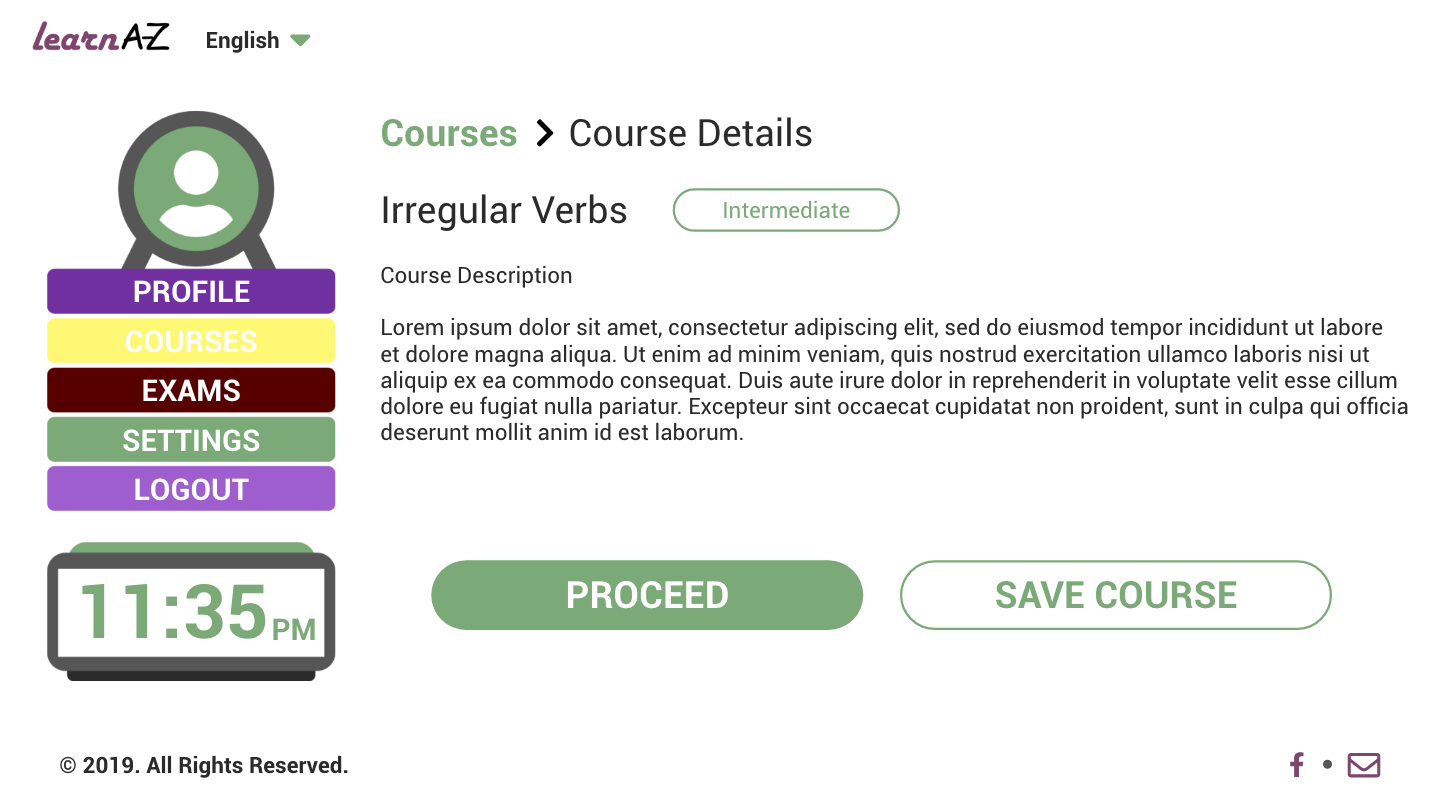 learn A-Z
English
Courses > Course Details
Irregular Verbs
Intermediate
Course Description
Lorem ipsum dolor sit amet, consectetur adipiscing elit, sed do eiusmod tempor incididunt ut labore
et dolore magna aliqua. Ut enim ad minim veniam, quis nostrud exercitation ullamco laboris nisi ut
aliquip ex ea commodo consequat. Duis aute irure dolor in reprehenderit in voluptate velit esse cillum
dolore eu fugiat nulla pariatur. Excepteur sint occaecat cupidatat non proident, sunt in culpa qui officia
deserunt mollit anim id est laborum.
PROFILE
COURSES
EXAMS
SETTINGS
LOGOUT
11:35 PM
PROCEED
SAVE COURSE
© 2019. All Rights Reserved.